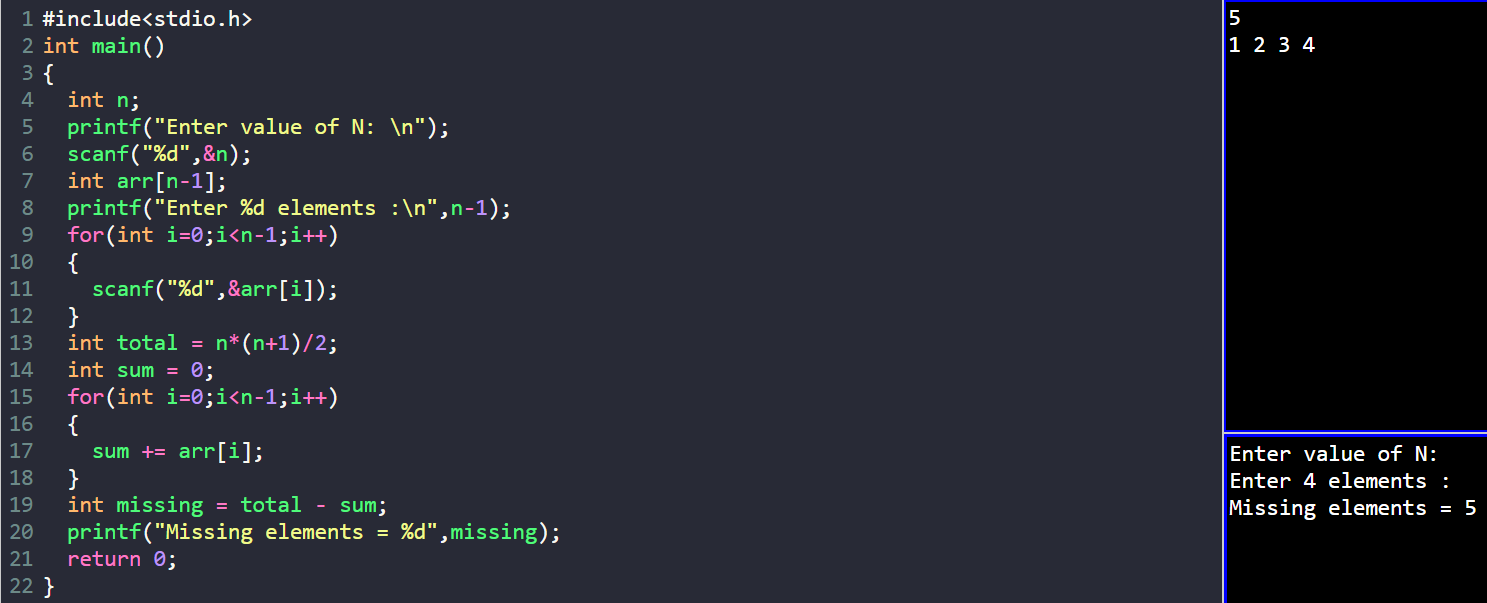 1 #include<stdio.h>
2 int main()
3 {
4   int n;
5   printf("Enter value of N: \n");
6   scanf("%d",&n);
7   int arr[n-1];
8   printf("Enter %d elements :\n",n-1);
9   for(int i=0;i<n-1;i++)
10   {
11     scanf("%d",&arr[i]);
12   }
13   int total = n*(n+1)/2;
14   int sum = 0;
15   for(int i=0;i<n-1;i++)
16   {
17     sum += arr[i];
18   }
19   int missing = total - sum;
20   printf("Missing elements = %d",missing);
21   return 0;
22 }
5
1 2 3 4
Enter value of N:
Enter 4 elements :
Missing elements = 5